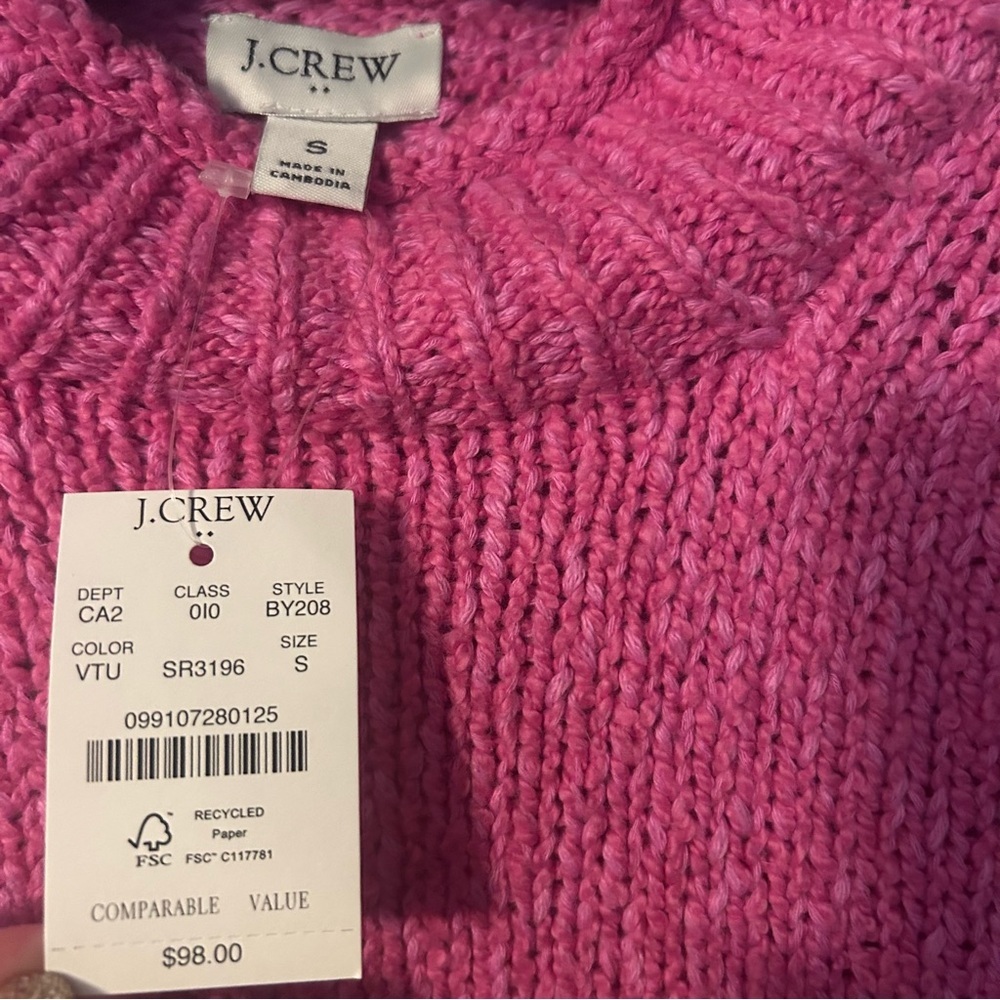 J.CREW
S
MADE IN
CAMBODIA
J.CREW
DEPT CLASS STYLE
CA2 0I0 BY208
COLOR SIZE
VTU SR3196 S
099107280125
RECYCLED
Paper
FSC FSC™ C117781
COMPARABLE VALUE
$98.00